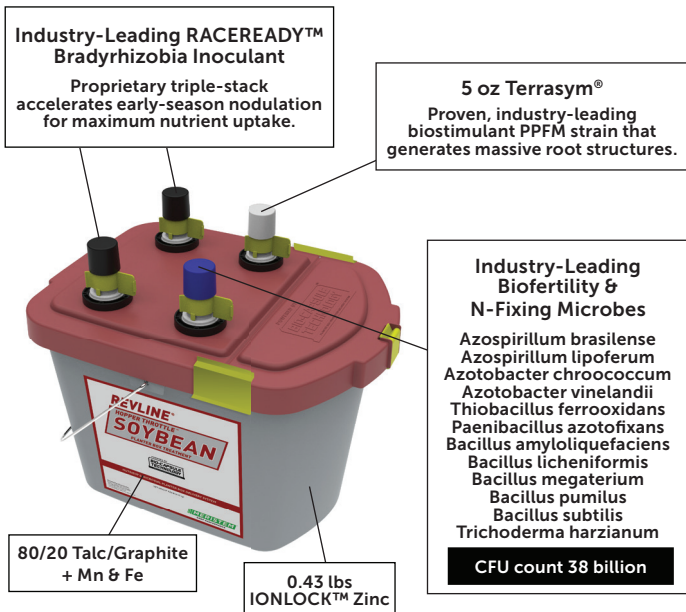 Industry-Leading RACEREADY™
Bradyrhizobia Inoculant
Proprietary triple-stack
accelerates early-season nodulation
for maximum nutrient uptake.
5 oz Terrasym®
Proven, industry-leading
biostimulant PPFM strain that
generates massive root structures.
Industry-Leading
Biofertility &
N-Fixing Microbes
Azospirillum brasilense
Azospirillum lipoferum
Azotobacter chroococcum
Azotobacter vinelandii
Thiobacillus ferrooxidans
Paenibacillus azotofixans
Bacillus amyloliquefaciens
Bacillus licheniformis
Bacillus megaterium
Bacillus pumilus
Bacillus subtilis
Trichoderma harzianum
CFU count 38 billion
REVLINE®
HOPPER THROTTLE
SOYBEAN
PLANTER BOX TREATMENT
BIO-CAPSULE
TECHNOLOGY
MERISTEM
80/20 Talc/Graphite
+ Mn & Fe
0.43 lbs
IONLOCK™ Zinc